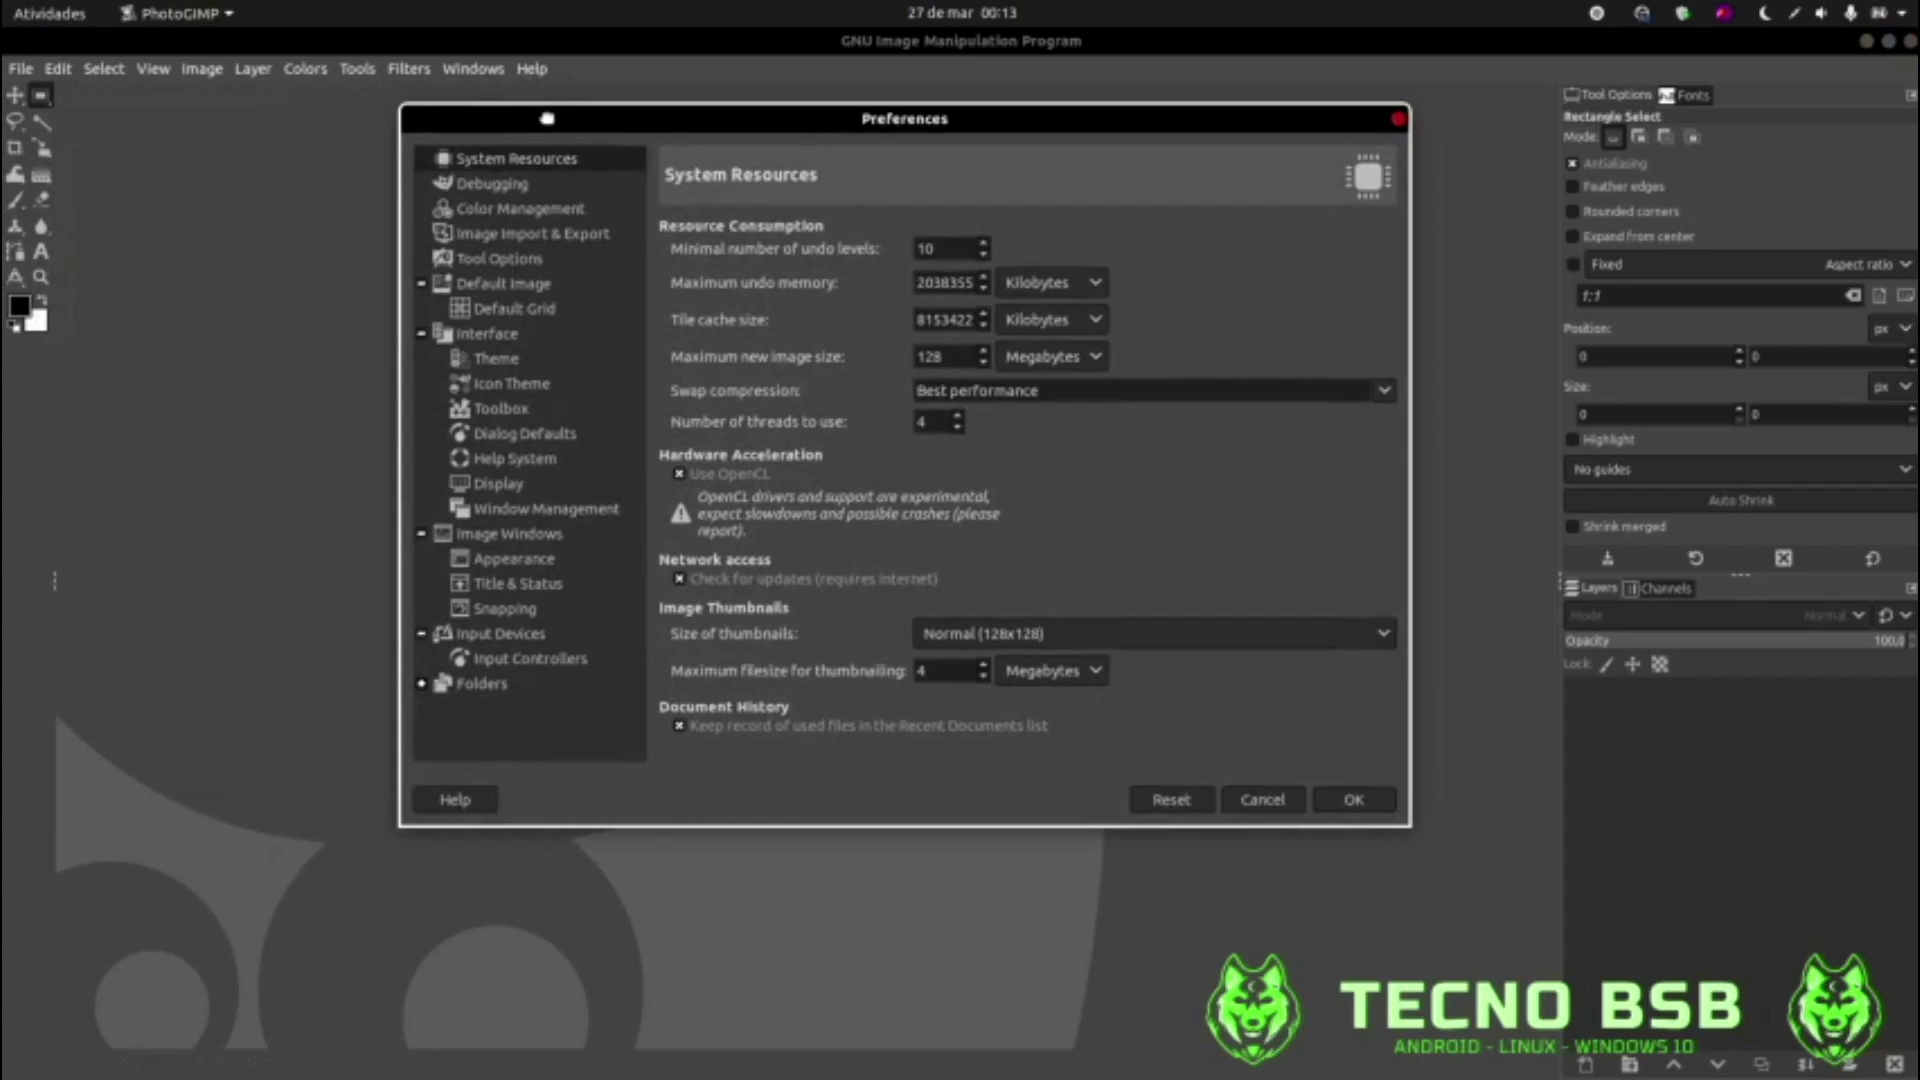 Atividades
PhotoGIMP
27 de mar 00:13
GNU Image Manipulation Program
File Edit Select View Image Layer Colors Tools Filters Windows Help
Preferences
System Resources
Debugging
Color Management
Image Import & Export
Tool Options
Default Image
Default Grid
Interface
Theme
Icon Theme
Toolbox
Dialog Defaults
Help System
Display
Window Management
Image Windows
Appearance
Title & Status
Snapping
Input Devices
Input Controllers
Folders
System Resources
Resource Consumption
Minimal number of undo levels: 10
Maximum undo memory: 2038355 Kilobytes
Tile cache size: 8153422 Kilobytes
Maximum new image size: 128 Megabytes
Swap compression: Best performance
Number of threads to use: 4
Hardware Acceleration
Use OpenCL
OpenCL drivers and support are experimental,
expect slowdowns and possible crashes (please
report).
Network access
Check for updates (requires internet)
Image Thumbnails
Size of thumbnails: Normal (128x128)
Maximum filesize for thumbnailing: 4 Megabytes
Document History
Keep record of used files in the Recent Documents list
Help Reset Cancel OK
Tool Options Fonts
Rectangle Select
Mode:
Antialiasing
Feather edges
Rounded corners
Expand from center
Fixed Aspect ratio
1:1
Position: px
0 0
Size: px
0 0
Highlight
No guides
Auto Shrink
Shrink merged
Layers Channels
Mode Normal
Opacity 100,0
Lock:
TECNO BSB
ANDROID - LINUX - WINDOWS 10